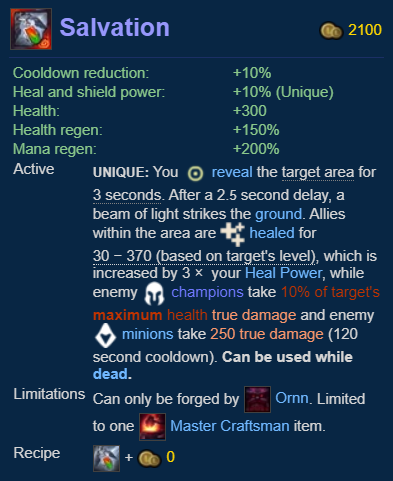 Salvation 2100
Cooldown reduction: +10%
Heal and shield power: +10% (Unique)
Health: +300
Health regen: +150%
Mana regen: +200%
Active UNIQUE: You reveal the target area for
3 seconds. After a 2.5 second delay, a
beam of light strikes the ground. Allies
within the area are healed for
30 − 370 (based on target's level), which is
increased by 3 × your Heal Power, while
enemy champions take 10% of target's
maximum health true damage and enemy
minions take 250 true damage (120
second cooldown). Can be used while
dead.
Limitations Can only be forged by Ornn. Limited
to one Master Craftsman item.
Recipe + 0